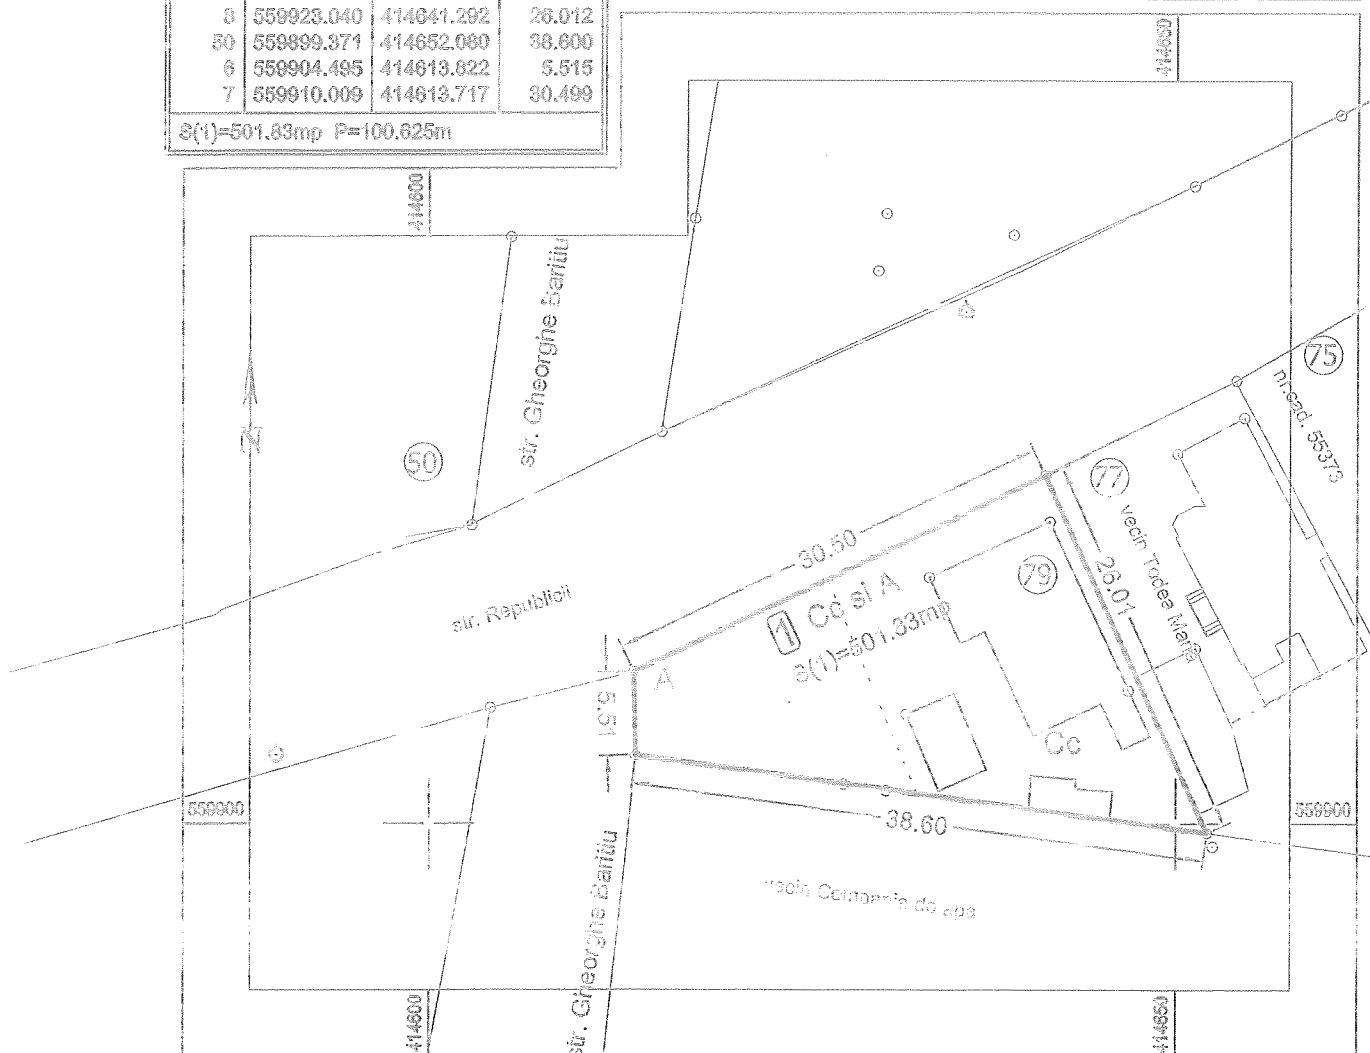 8 559923.040 414641.292 26.012
50 559899.371 414652.080 38.600
6 559904.495 414613.822 5.515
7 559910.009 414613.717 30.499
S(1)=501.83mp P=100.625m
414650
414600
str. Gheorghe Baritiu
N
50
75
nr.cad. 55373
77
vecin Todea Maria
30.50
26.01
79
1 Cc si A
S(1)=501.83mp
str. Republicii
A
5.51
Cc
559900
559900
38.60
vecin Compania de apa
str. Gheorghe Baritiu
414600
414650